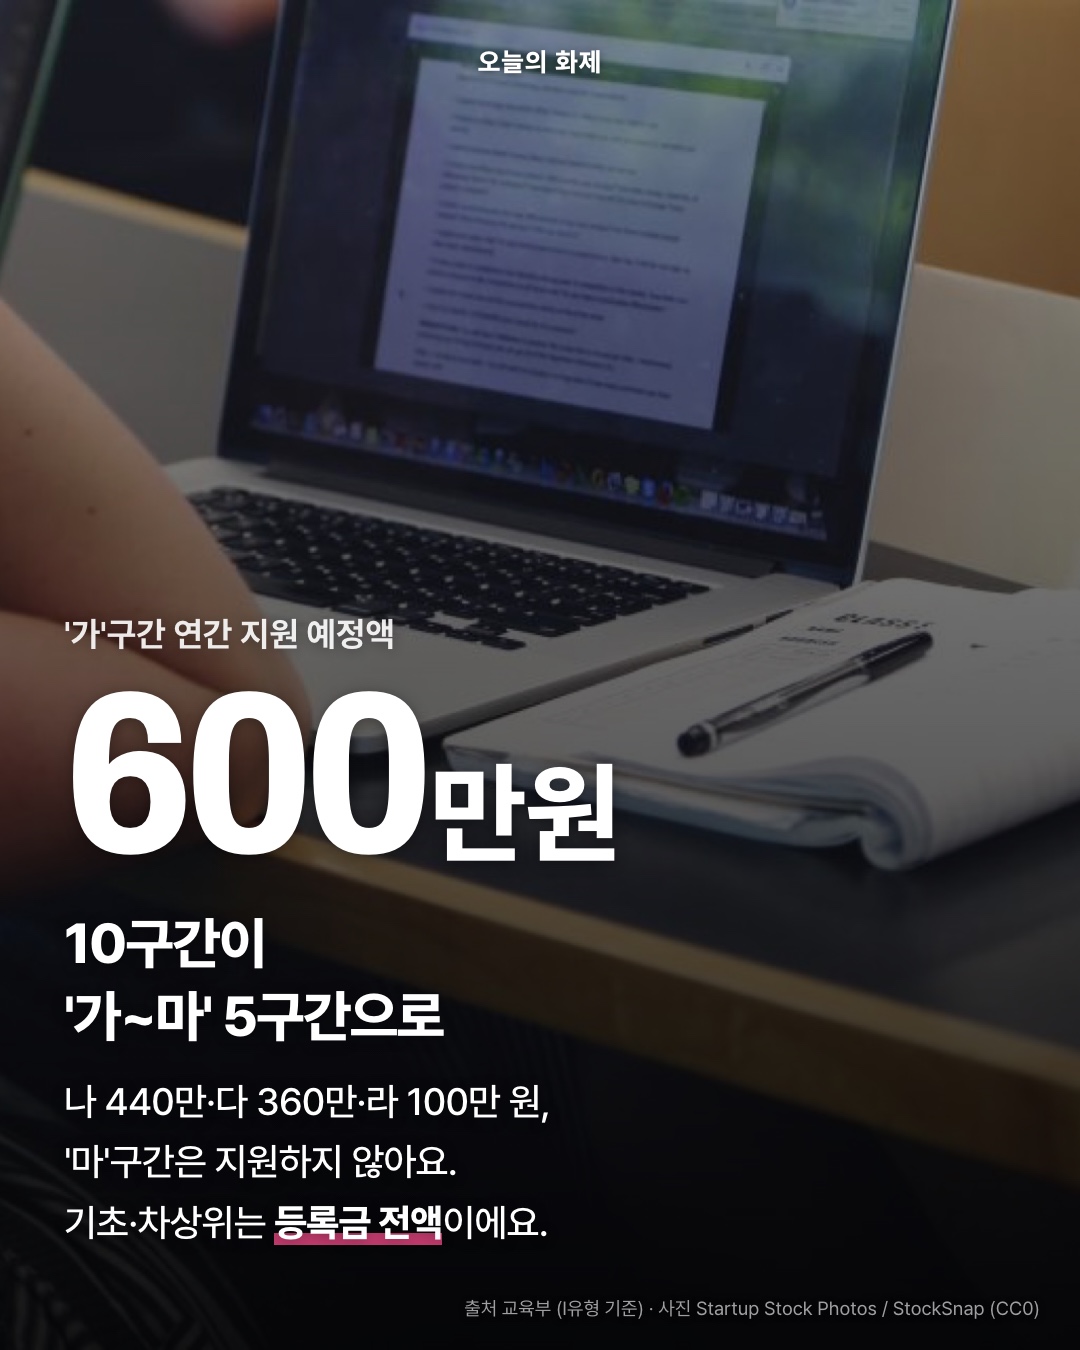 오늘의 화제
'가'구간 연간 지원 예정액
600만원
10구간이
'가~마' 5구간으로
나 440만·다 360만·라 100만 원,
'마'구간은 지원하지 않아요.
기초·차상위는 등록금 전액이에요.
출처 교육부 (I유형 기준) · 사진 Startup Stock Photos / StockSnap (CC0)